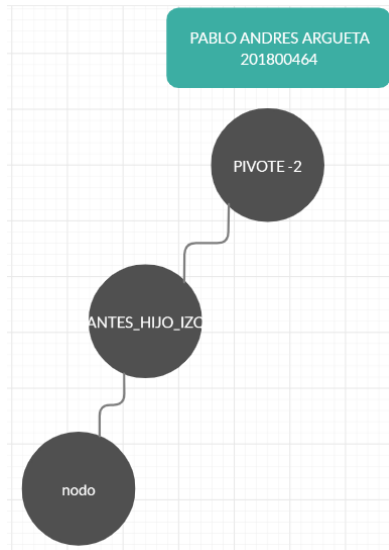 PABLO ANDRES ARGUETA
201800464
PIVOTE -2
ANTES_HIJO_IZQ
nodo